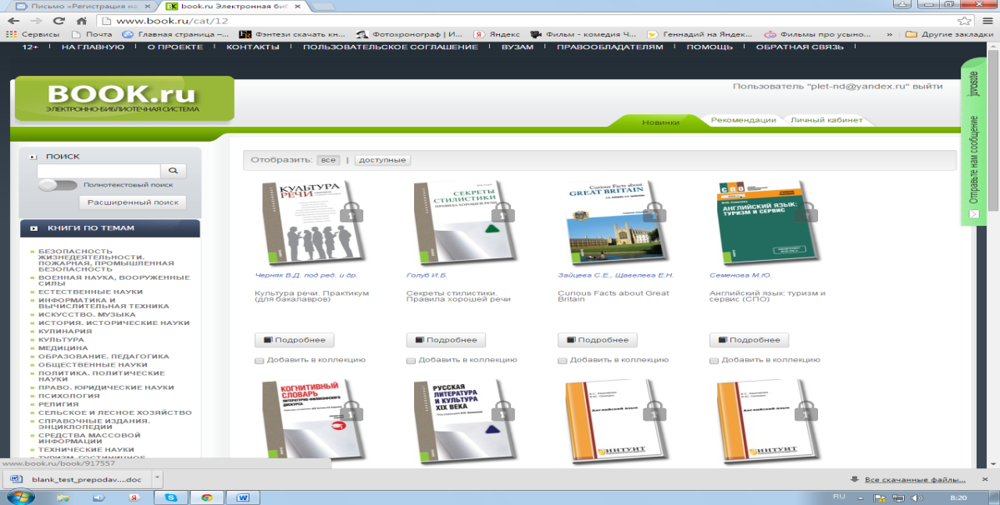 Письмо «Регистрация на
book.ru Электронная биб
www.book.ru/cat/12
Сервисы Почта Главная страница –... Фэнтези скачать кн... Фотохронограф | И... Яндекс Фильм - комедия Ч... Геннадий на Яндек... Фильмы про усыно... » Другие закладки
12+ НА ГЛАВНУЮ О ПРОЕКТЕ КОНТАКТЫ ПОЛЬЗОВАТЕЛЬСКОЕ СОГЛАШЕНИЕ ВУЗАМ ПРАВООБЛАДАТЕЛЯМ ПОМОЩЬ ОБРАТНАЯ СВЯЗЬ
BOOK.ru
ЭЛЕКТРОННО-БИБЛИОТЕЧНАЯ СИСТЕМА
Пользователь "plet-nd@yandex.ru" выйти
Новинки Рекомендации Личный кабинет
jivosite
Отправьте нам сообщение
ПОИСК
Полнотекстовый поиск
Расширенный поиск
КНИГИ ПО ТЕМАМ
БЕЗОПАСНОСТЬ
ЖИЗНЕДЕЯТЕЛЬНОСТИ.
ПОЖАРНАЯ, ПРОМЫШЛЕННАЯ
БЕЗОПАСНОСТЬ
ВОЕННАЯ НАУКА, ВООРУЖЕННЫЕ
СИЛЫ
ЕСТЕСТВЕННЫЕ НАУКИ
ИНФОРМАТИКА И
ВЫЧИСЛИТЕЛЬНАЯ ТЕХНИКА
ИСКУССТВО. МУЗЫКА
ИСТОРИЯ. ИСТОРИЧЕСКИЕ НАУКИ
КУЛИНАРИЯ
КУЛЬТУРА
МЕДИЦИНА
ОБРАЗОВАНИЕ. ПЕДАГОГИКА
ОБЩЕСТВЕННЫЕ НАУКИ
ПОЛИТИКА. ПОЛИТИЧЕСКИЕ
НАУКИ
ПРАВО. ЮРИДИЧЕСКИЕ НАУКИ
ПСИХОЛОГИЯ
РЕЛИГИЯ
СЕЛЬСКОЕ И ЛЕСНОЕ ХОЗЯЙСТВО
СПРАВОЧНЫЕ ИЗДАНИЯ.
ЭНЦИКЛОПЕДИИ
СРЕДСТВА МАССОВОЙ
ИНФОРМАЦИИ
ТЕХНИЧЕСКИЕ НАУКИ
ТУРИЗМ. ГОСТИНИЧНОЕ
Отобразить: все | доступные
КУЛЬТУРА
РЕЧИ
СЕКРЕТЫ
СТИЛИСТИКИ
ПРАВИЛА ХОРОШЕЙ РЕЧИ
Curious Facts about
GREAT BRITAIN
СПО
АНГЛИЙСКИЙ ЯЗЫК:
ТУРИЗМ И СЕРВИС
Черняк В.Д. под ред. и др. Голуб И.Б. Зайцева С.Е., Щавелева Е.Н. Семенова М.Ю.
Культура речи. Практикум
(для бакалавров)
Секреты стилистики.
Правила хорошей речи
Curious Facts about Great
Britain
Английский язык: туризм и
сервис (СПО)
Подробнее Подробнее Подробнее Подробнее
Добавить в коллекцию Добавить в коллекцию Добавить в коллекцию Добавить в коллекцию
КОГНИТИВНЫЙ
СЛОВАРЬ
ЛИТЕРАТУРНО-ФИЛОСОФСКОГО
ДИСКУРСА
РУССКАЯ
ЛИТЕРАТУРА
И КУЛЬТУРА
XIX ВЕКА
Английский язык
ИНТУИТ
Английский язык
ИНТУИТ
www.book.ru/book/917557
blank_test_prepodav....doc
Все скачанные файлы...
RU 8:20